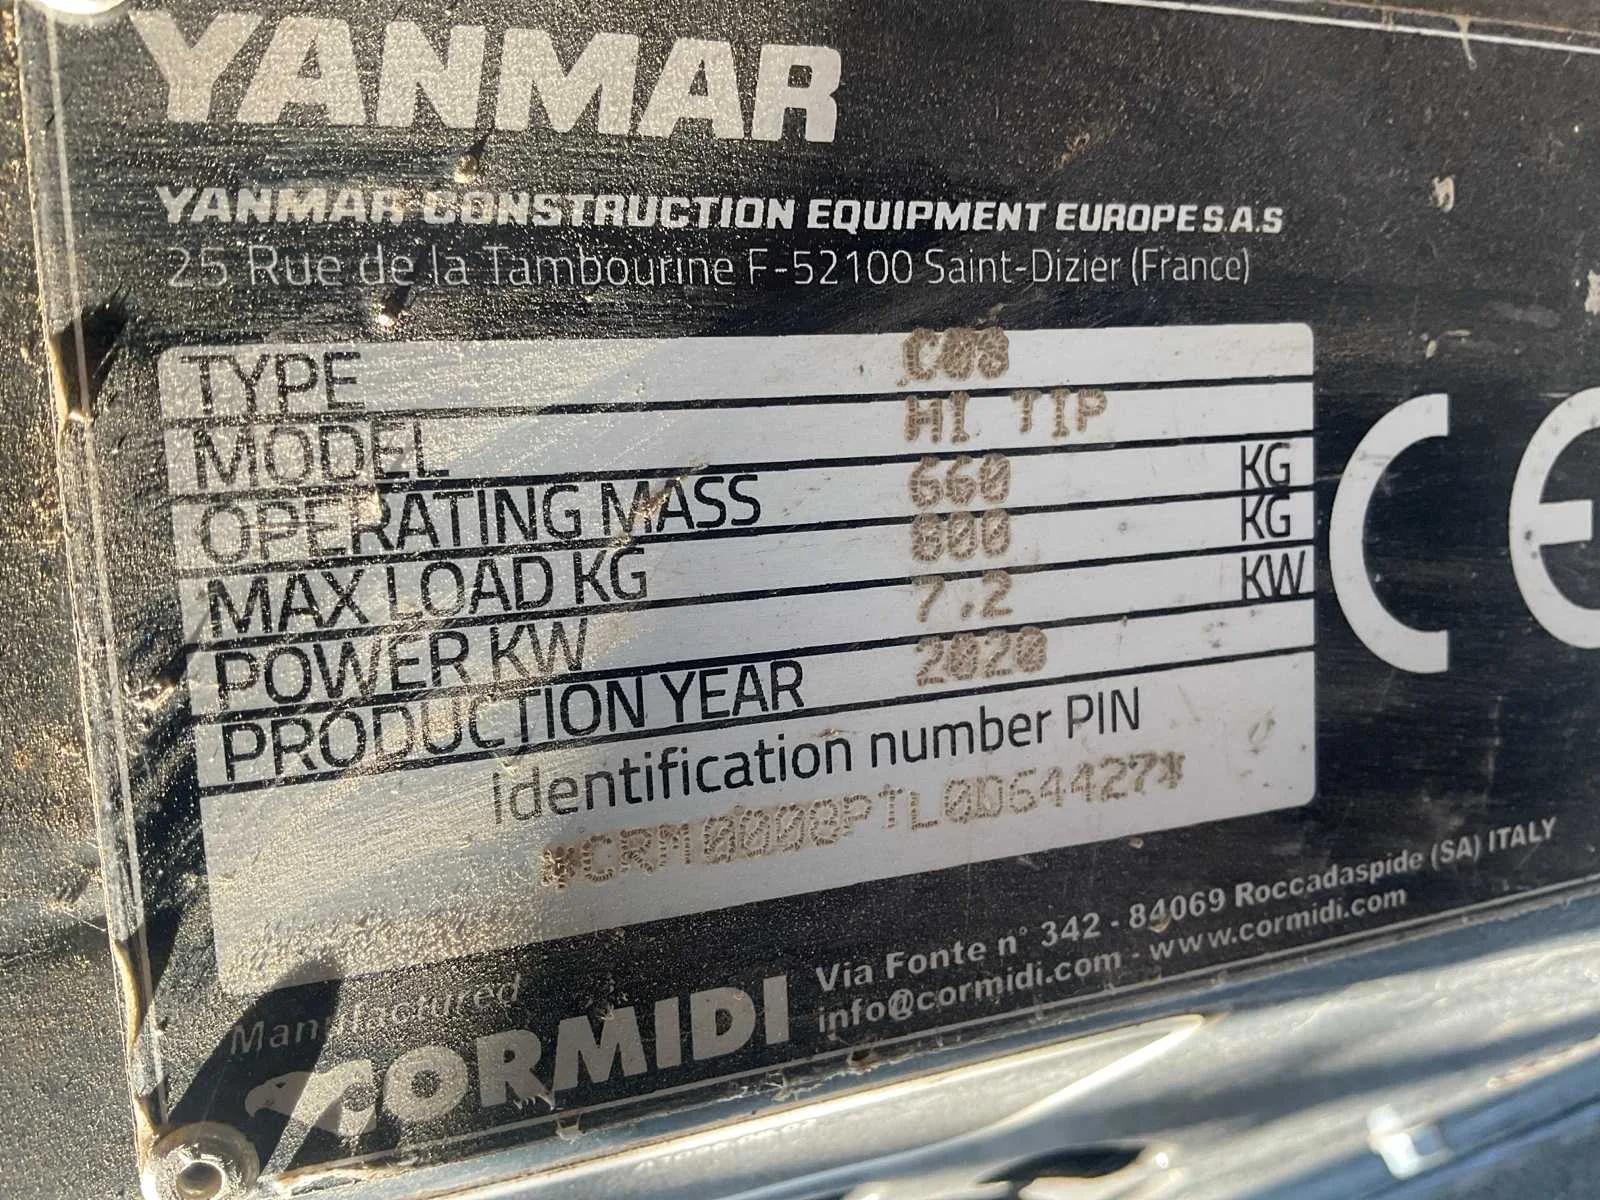 YANMAR
YANMAR CONSTRUCTION EQUIPMENT EUROPE S.A.S
25 Rue de la Tambourine F-52100 Saint-Dizier (France)
TYPE C08
MODEL HI TIP
OPERATING MASS 660 KG
MAX LOAD KG 800 KG
POWER KW 7.2 KW
PRODUCTION YEAR 2020
identification number PIN
*CRM10008PTL0D64427*
Manufactured
CORMIDI
Via Fonte n° 342 - 84069 Roccadaspide (SA) ITALY
info@cormidi.com - www.cormidi.com
CE